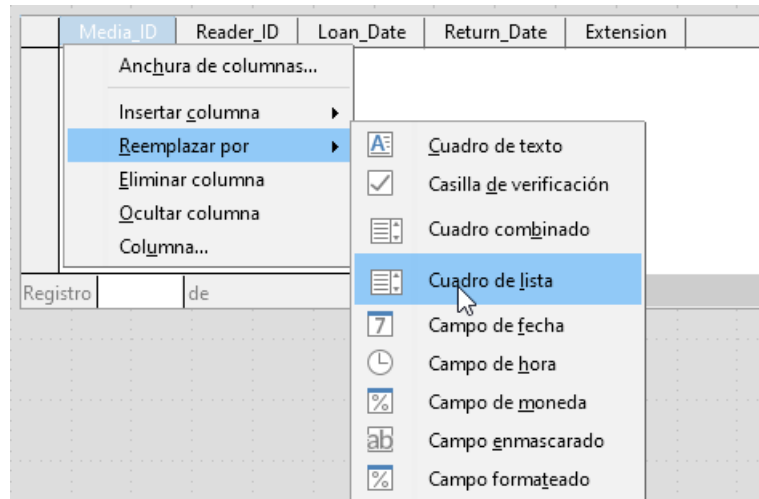 Media_ID Reader_ID Loan_Date Return_Date Extension
Anchura de columnas...
Insertar columna
Reemplazar por
Eliminar columna
Ocultar columna
Columna...
Cuadro de texto
Casilla de verificación
Cuadro combinado
Cuadro de lista
Campo de fecha
Campo de hora
Campo de moneda
Campo enmascarado
Campo formateado
Registro de